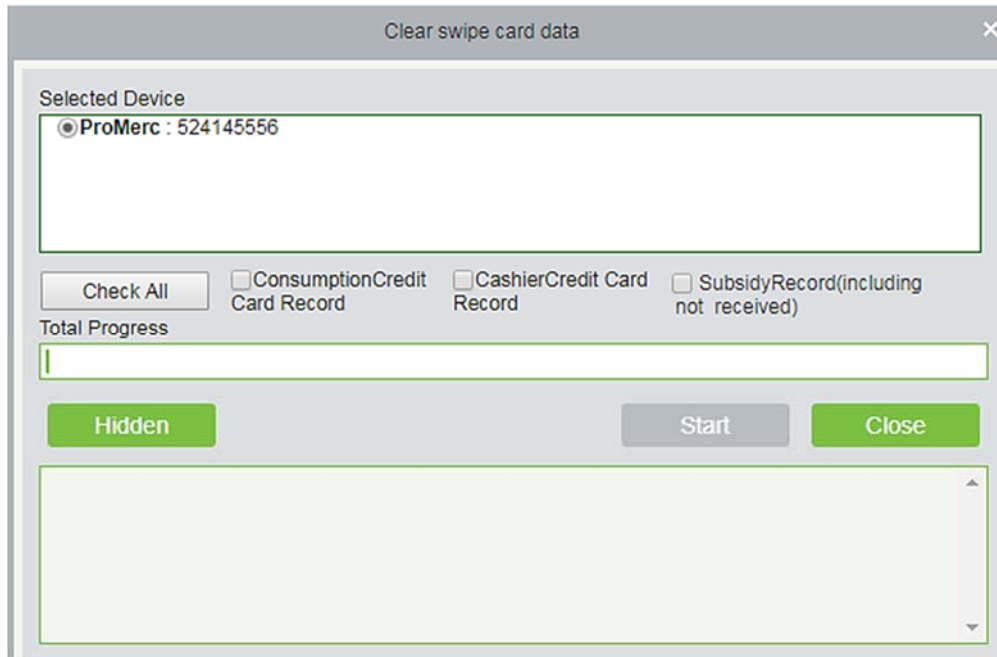 Clear swipe card data
Selected Device
ProMerc : 524145556
Check All
ConsumptionCredit
Card Record
CashierCredit Card
Record
SubsidyRecord(including
not received)
Total Progress
Hidden
Start
Close